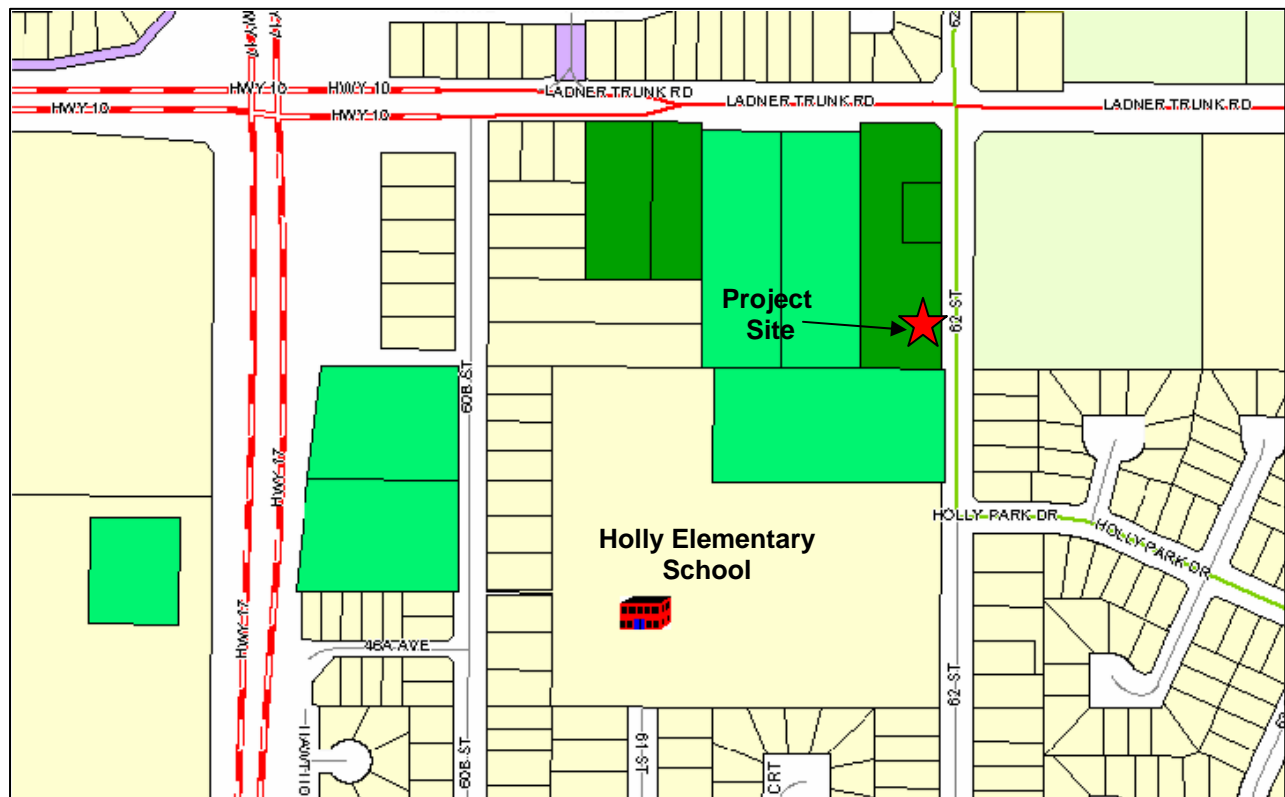 WY 17
Y 17
62
HWY 10
HWY 10
LADNER TRUNK RD
LADNER TRUNK RD
LADNER TRUNK RD
HWY 10
HWY 10
Project
Site
62 ST
60B ST
HWY 17
HOLLY PARK DR
HOLLY PARK DR
Holly Elementary
School
HWY 17
46A AVE
62 ST
60B ST
61 ST
CRT